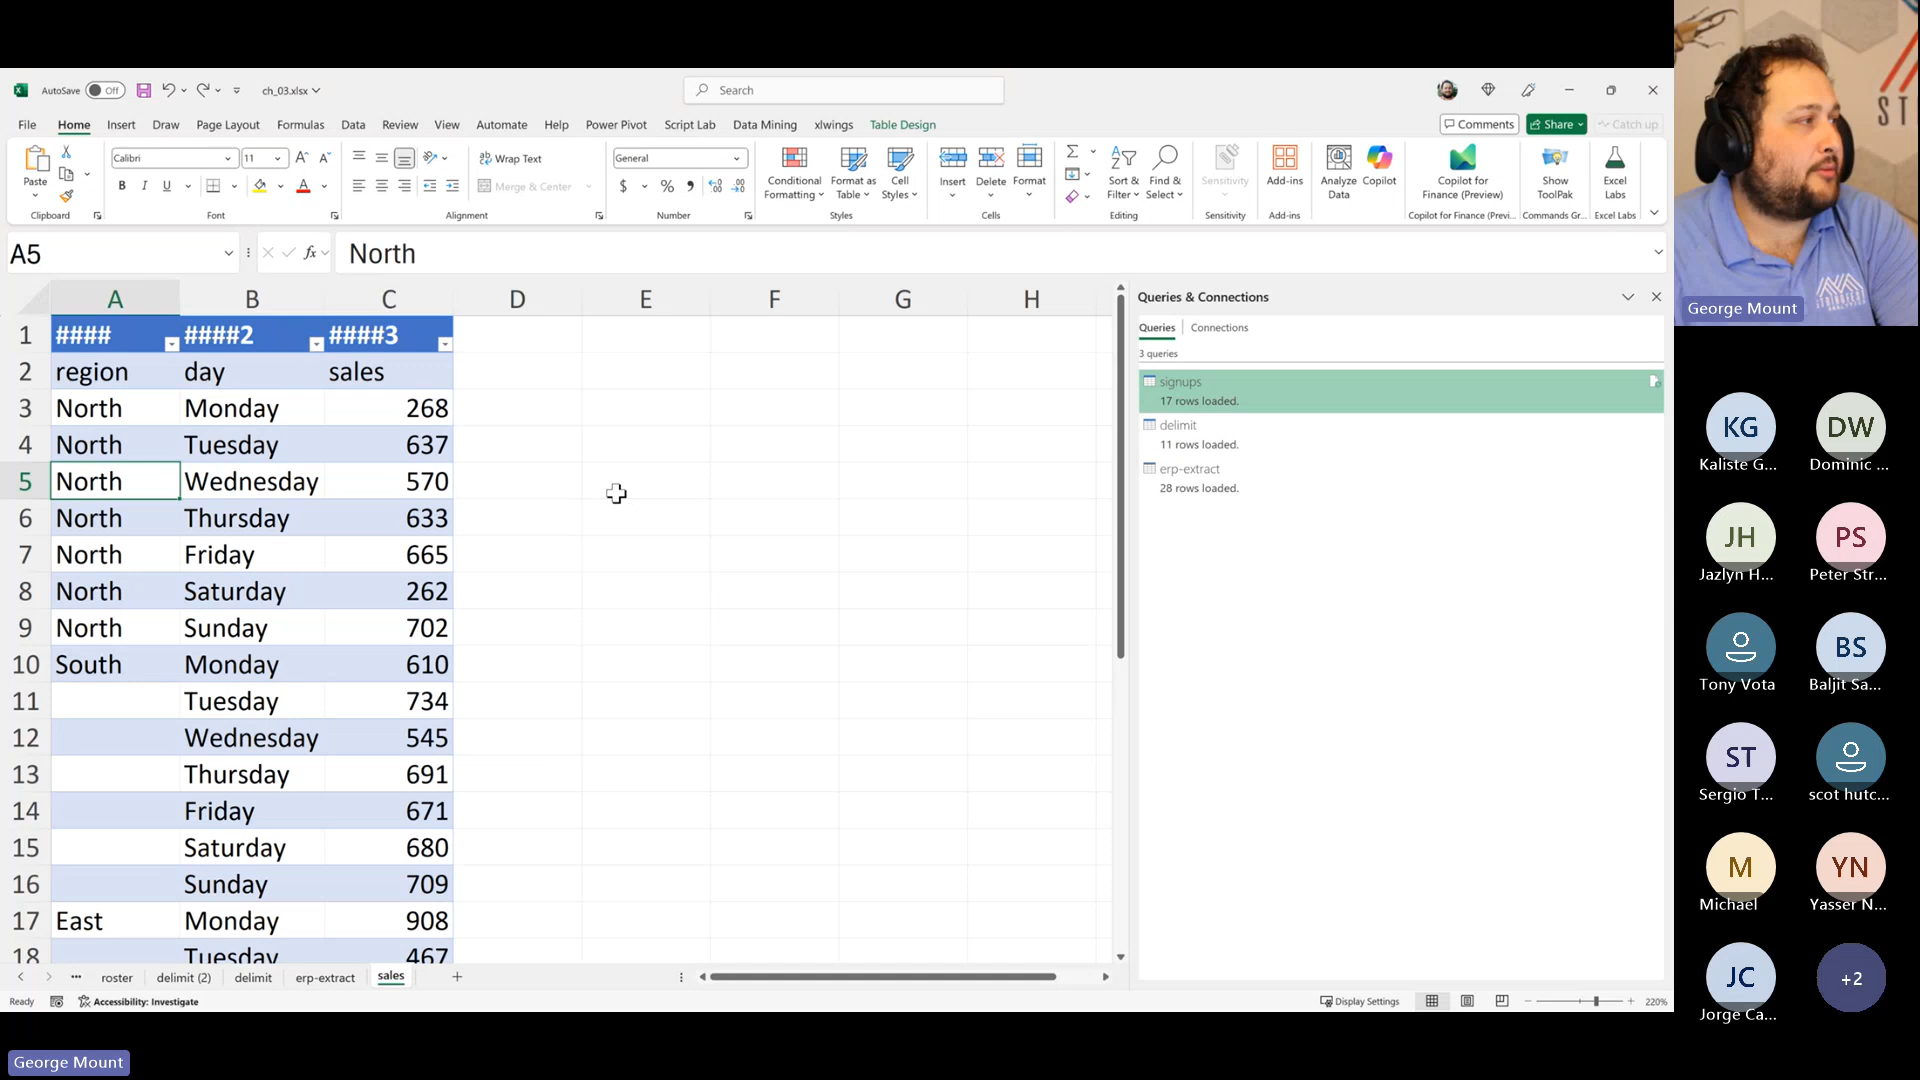 AutoSave Off ch_03.xlsx Search
File Home Insert Draw Page Layout Formulas Data Review View Automate Help Power Pivot Script Lab Data Mining xlwings Table Design Comments Share Catch up
Paste Calibri 11 Wrap Text General Conditional Formatting Format as Table Cell Styles Insert Delete Format Sort & Filter Find & Select Sensitivity Add-ins Analyze Data Copilot Copilot for Finance (Preview) Show ToolPak Excel Labs
B I U Merge & Center $ %
Clipboard Font Alignment Number Styles Cells Editing Sensitivity Add-ins Copilot for Finance (Previ... Commands Gr... Excel Labs
A5 fx North
A B C D E F G H
1 #### ####2 ####3
2 region day sales
3 North Monday 268
4 North Tuesday 637
5 North Wednesday 570
6 North Thursday 633
7 North Friday 665
8 North Saturday 262
9 North Sunday 702
10 South Monday 610
11 Tuesday 734
12 Wednesday 545
13 Thursday 691
14 Friday 671
15 Saturday 680
16 Sunday 709
17 East Monday 908
18 Tuesday 467
Queries & Connections
Queries Connections
3 queries
signups
17 rows loaded.
delimit
11 rows loaded.
erp-extract
28 rows loaded.
... roster delimit (2) delimit erp-extract sales +
Ready Accessibility: Investigate Display Settings 220%
ST
George Mount
KG DW
Kaliste G... Dominic ...
JH PS
Jazlyn H... Peter Str...
BS
Tony Vota Baljit Sa...
ST
Sergio T... scot hutc...
M YN
Michael Yasser N...
JC +2
Jorge Ca...
George Mount